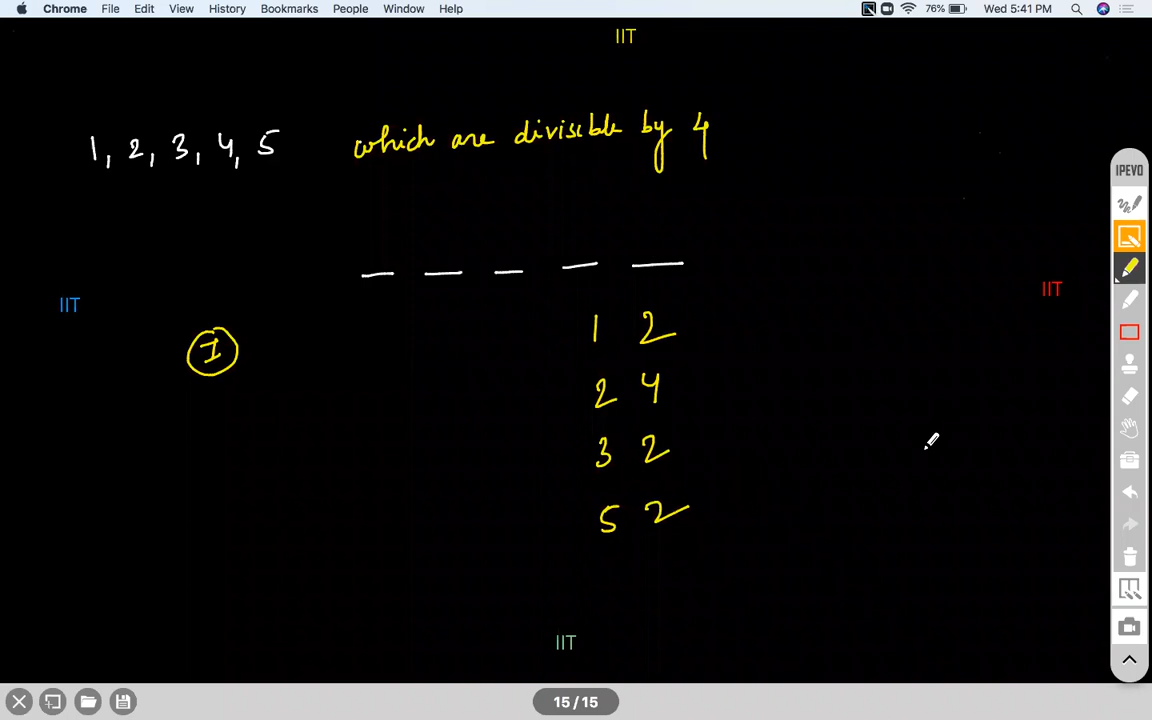 Chrome File Edit View History Bookmarks People Window Help 76% Wed 5:41 PM
IIT
1, 2, 3, 4, 5 which are divisible by 4
IPEVO
IIT
IIT
I
1 2
2 4
3 2
5 2
IIT
15 / 15